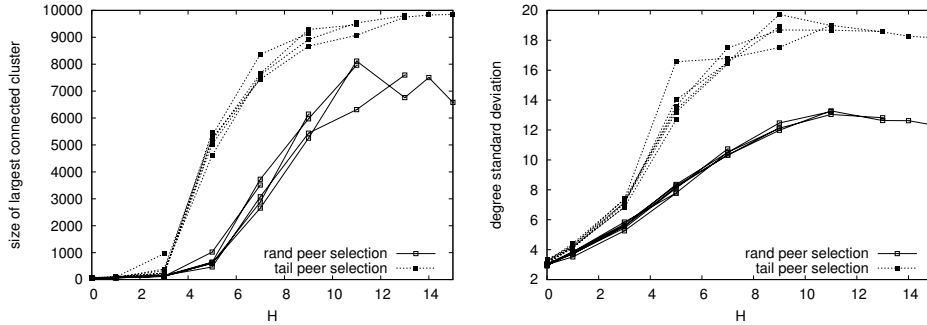 10000
9000
8000
7000
6000
5000
4000
3000
2000
1000
0
size of largest connected cluster
rand peer selection
tail peer selection
0 2 4 6 8 10 12 14
H
20
18
16
14
12
10
8
6
4
2
degree standard deviation
rand peer selection
tail peer selection
0 2 4 6 8 10 12 14
H